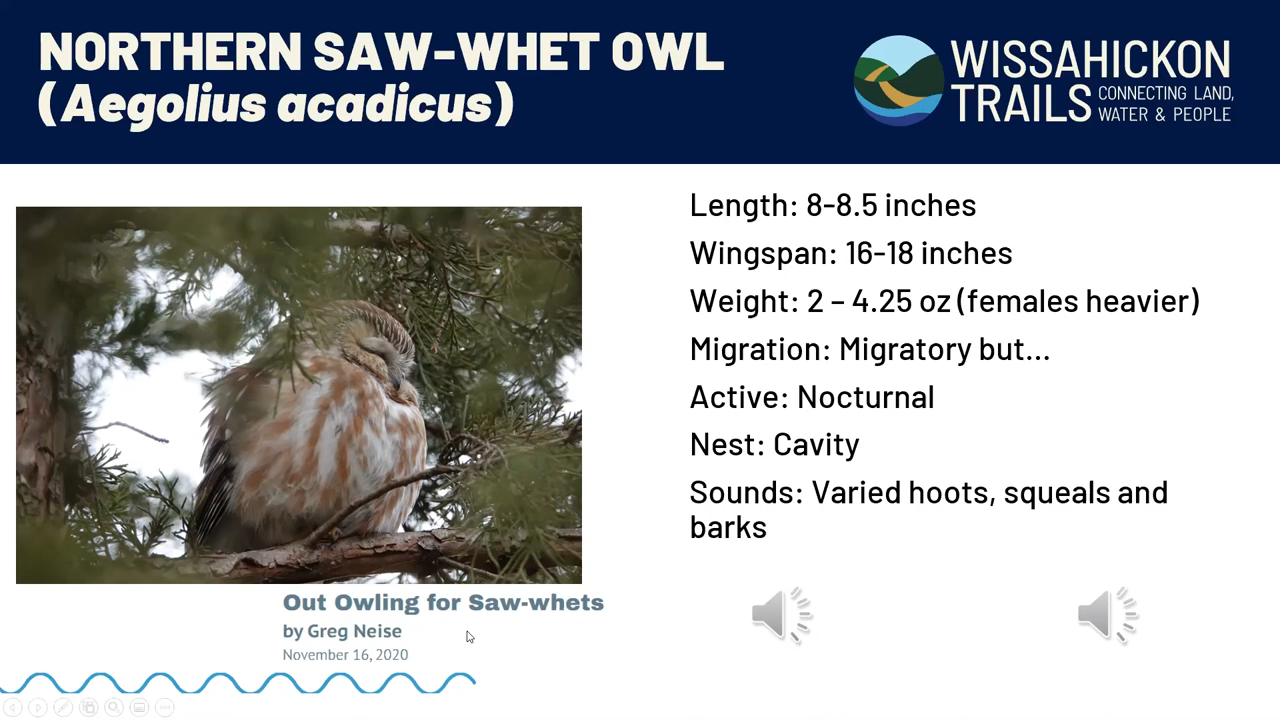 NORTHERN SAW-WHET OWL
(Aegolius acadicus)
WISSAHICKON
TRAILS CONNECTING LAND,
WATER & PEOPLE
Length: 8-8.5 inches
Wingspan: 16-18 inches
Weight: 2 – 4.25 oz (females heavier)
Migration: Migratory but...
Active: Nocturnal
Nest: Cavity
Sounds: Varied hoots, squeals and
barks
Out Owling for Saw-whets
by Greg Neise
November 16, 2020